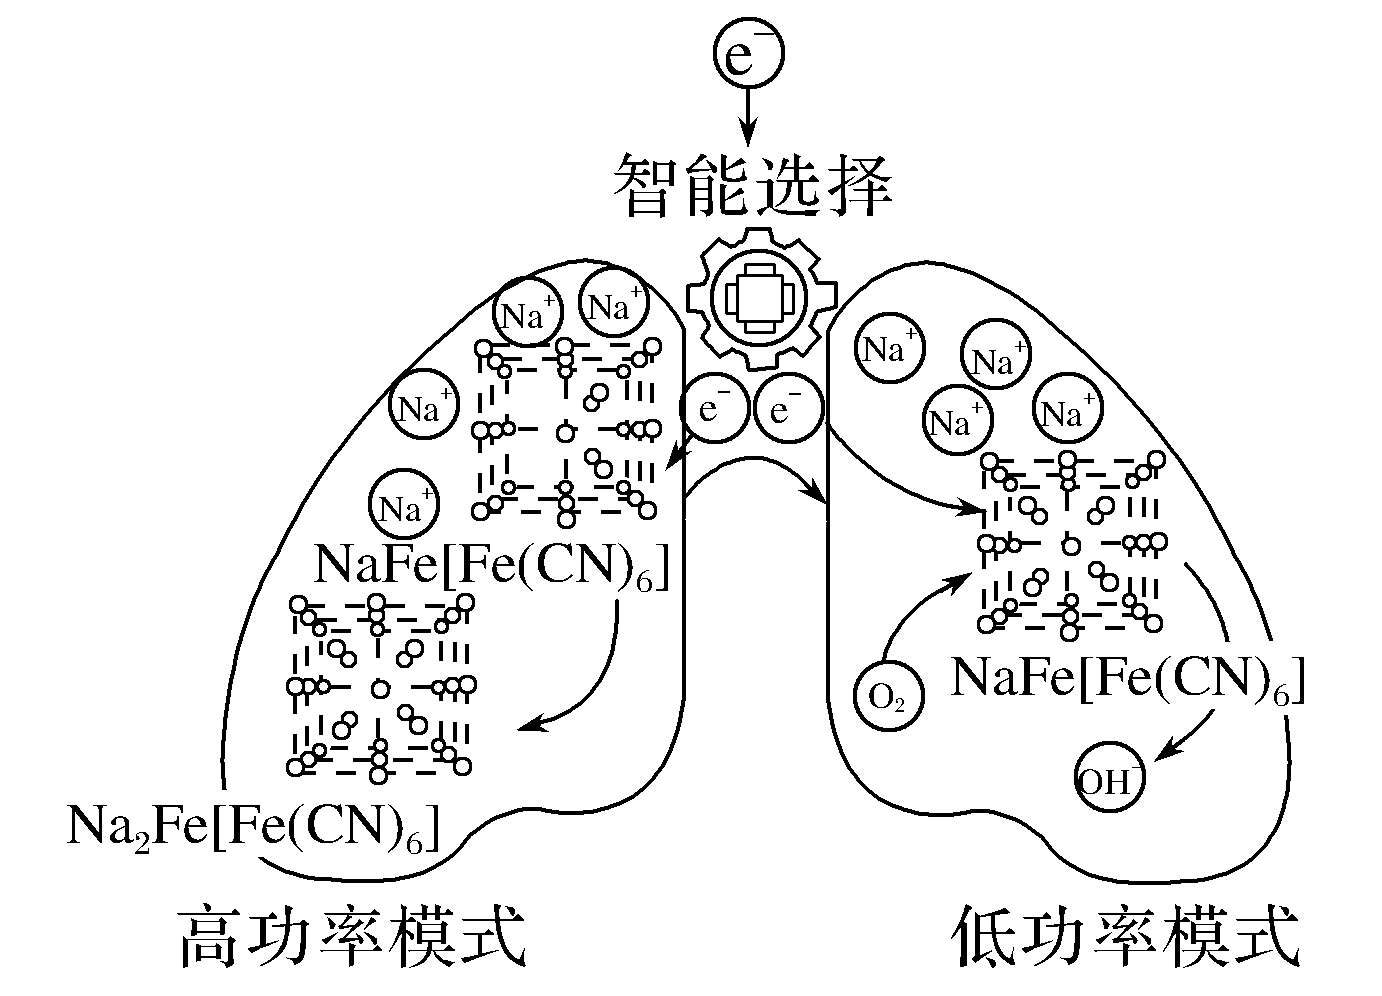 e⁻
智能选择
Na⁺
Na⁺
Na⁺
Na⁺
NaFe[Fe(CN)₆]
Na₂Fe[Fe(CN)₆]
高功率模式
e⁻
e⁻
Na⁺
Na⁺
Na⁺
Na⁺
NaFe[Fe(CN)₆]
O₂
OH⁻
低功率模式